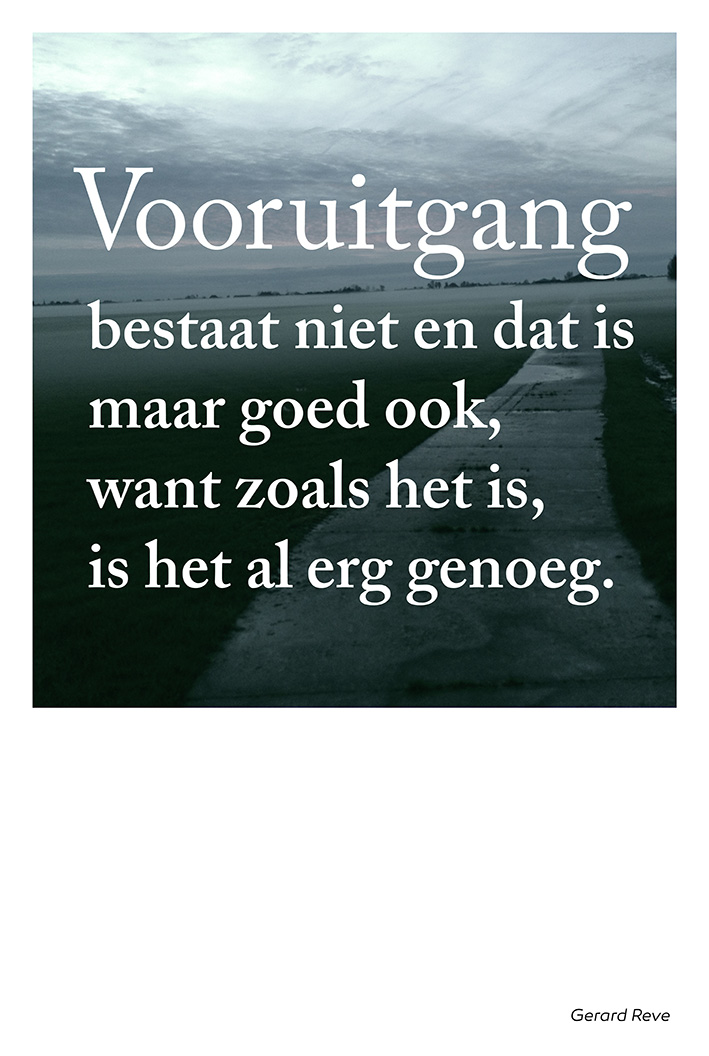 Vooruitgang
bestaat niet en dat is
maar goed ook,
want zoals het is,
is het al erg genoeg.
Gerard Reve